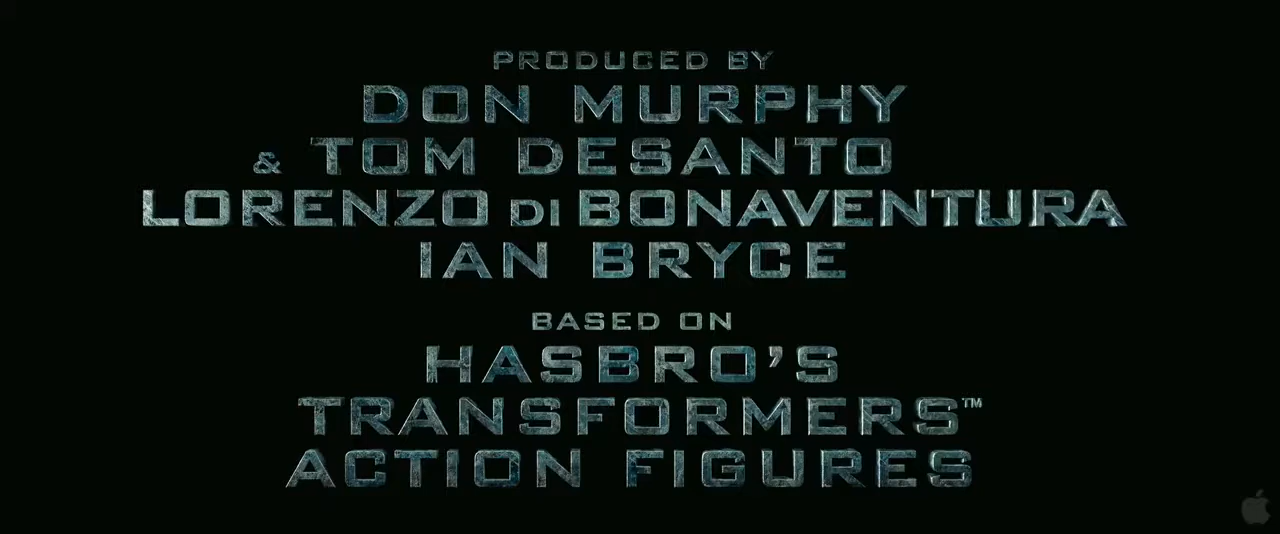 PRODUCED BY
DON MURPHY
& TOM DESANTO
LORENZO DI BONAVENTURA
IAN BRYCE
BASED ON
HASBRO'S
TRANSFORMERS™
ACTION FIGURES